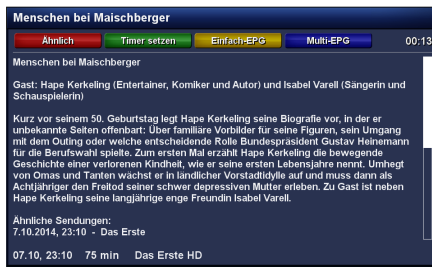 Menschen bei Maischberger
Ähnlich Timer setzen Einfach-EPG Multi-EPG 00:13
Menschen bei Maischberger
Gast: Hape Kerkeling (Entertainer, Komiker und Autor) und Isabel Varell (Sängerin und
Schauspielerin)
Kurz vor seinem 50. Geburtstag legt Hape Kerkeling seine Biografie vor, in der er
unbekannte Seiten offenbart: Über familiäre Vorbilder für seine Figuren, sein Umgang
mit dem Outing oder welche entscheidende Rolle Bundespräsident Gustav Heinemann
für die Berufswahl spielte. Zum ersten Mal erzählt Hape Kerkeling die bewegende
Geschichte einer verlorenen Kindheit, wie er seine ersten Lebensjahre nennt. Umhegt
von Omas und Tanten wächst er in ländlicher Vorstadtidylle auf und muss dann als
Achtjähriger den Freitod seiner schwer depressiven Mutter erleben. Zu Gast ist neben
Hape Kerkeling seine langjährige enge Freundin Isabel Varell.
Ähnliche Sendungen:
7.10.2014, 23:10 - Das Erste
07.10, 23:10 75 min Das Erste HD